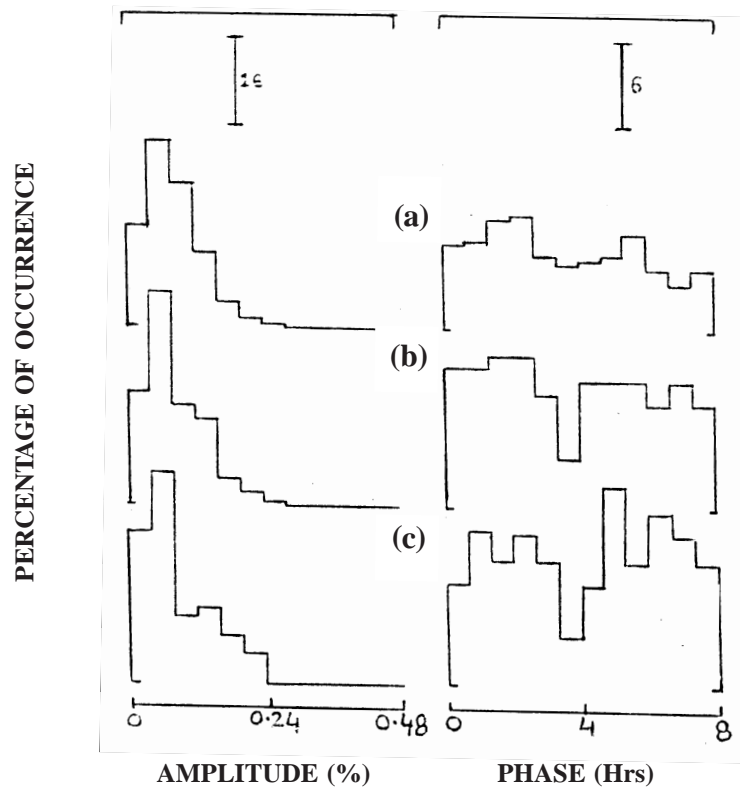 16
6
PERCENTAGE OF OCCURRENCE
(a)
(b)
(c)
0 0.24 0.48
0 4 8
AMPLITUDE (%) PHASE (Hrs)